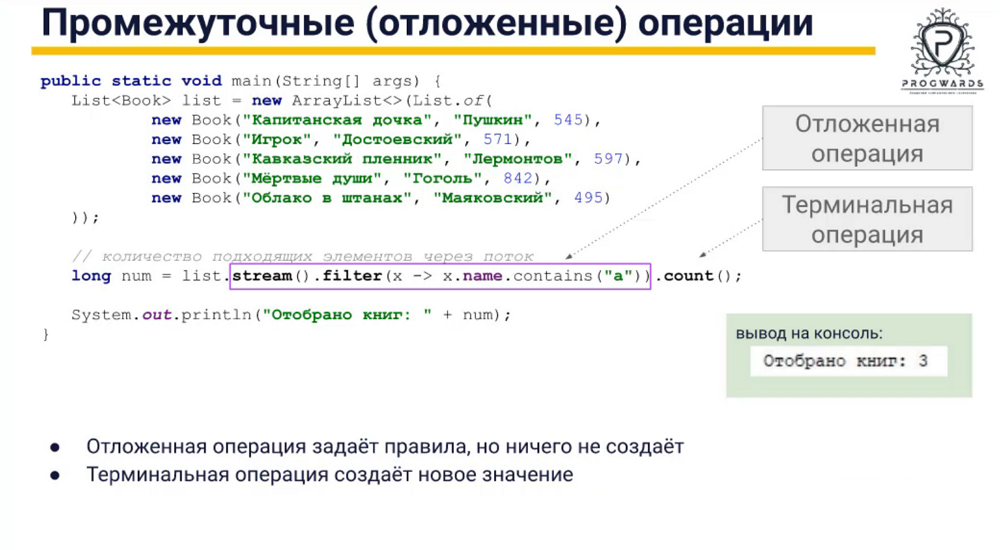 Промежуточные (отложенные) операции
PROGWARDS
public static void main(String[] args) {
List<Book> list = new ArrayList<>(List.of(
new Book("Капитанская дочка", "Пушкин", 545),
new Book("Игрок", "Достоевский", 571),
new Book("Кавказский пленник", "Лермонтов", 597),
new Book("Мёртвые души", "Гоголь", 842),
new Book("Облако в штанах", "Маяковский", 495)
));
Отложенная
операция
Терминальная
операция
// количество подходящих элементов через поток
long num = list.stream().filter(x -> x.name.contains("а")).count();
System.out.println("Отобрано книг: " + num);
}
вывод на консоль:
Отобрано книг: 3
● Отложенная операция задаёт правила, но ничего не создаёт
● Терминальная операция создаёт новое значение